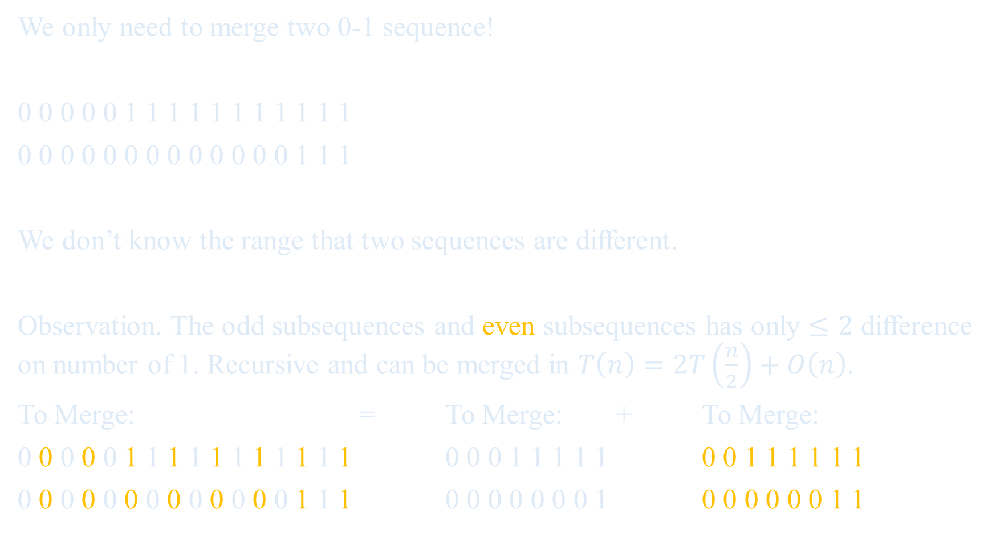 We only need to merge two 0-1 sequence!
0 0 0 0 0 1 1 1 1 1 1 1 1 1 1 1
0 0 0 0 0 0 0 0 0 0 0 0 0 1 1 1
We don’t know the range that two sequences are different.
Observation. The odd subsequences and even subsequences has only ≤ 2 difference
on number of 1. Recursive and can be merged in T(n) = 2T(n/2) + O(n).
To Merge: = To Merge: + To Merge:
0 0 0 0 0 1 1 1 1 1 1 1 1 1 1 1 0 0 0 1 1 1 1 1 0 0 1 1 1 1 1 1
0 0 0 0 0 0 0 0 0 0 0 0 0 1 1 1 0 0 0 0 0 0 0 1 0 0 0 0 0 0 1 1